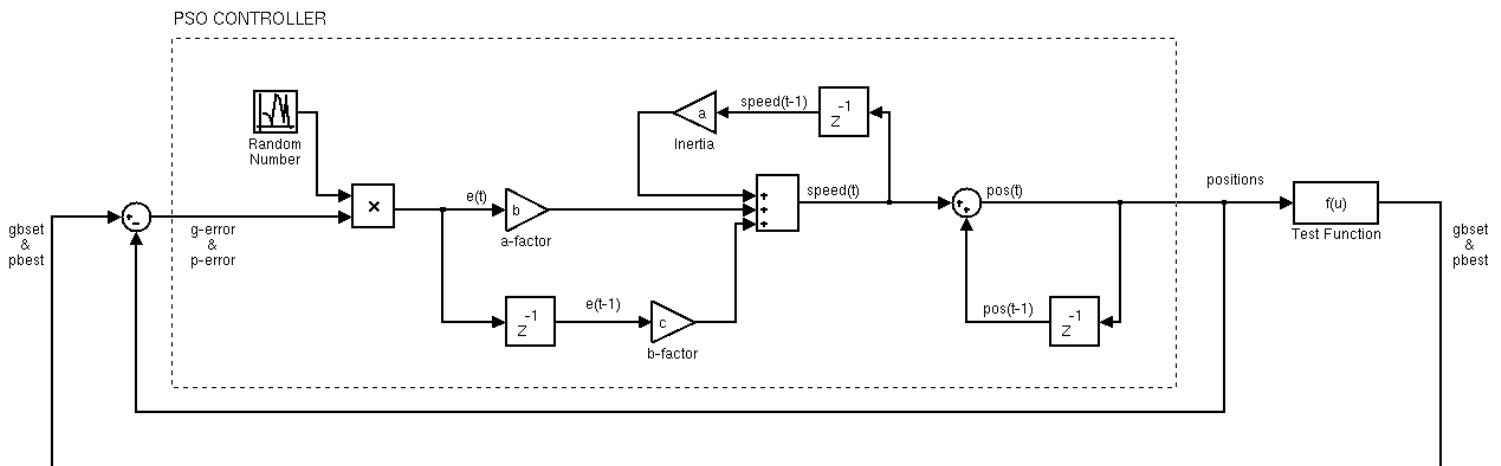 PSO CONTROLLER
Random
Number
a
Inertia
speed(t-1)
-1
Z
×
e(t)
b
a-factor
+
+
+
speed(t)
+
+
pos(t)
positions
f(u)
Test Function
gbset
&
pbest
+
-
g-error
&
p-error
gbset
&
pbest
-1
Z
e(t-1)
c
b-factor
pos(t-1)
-1
Z